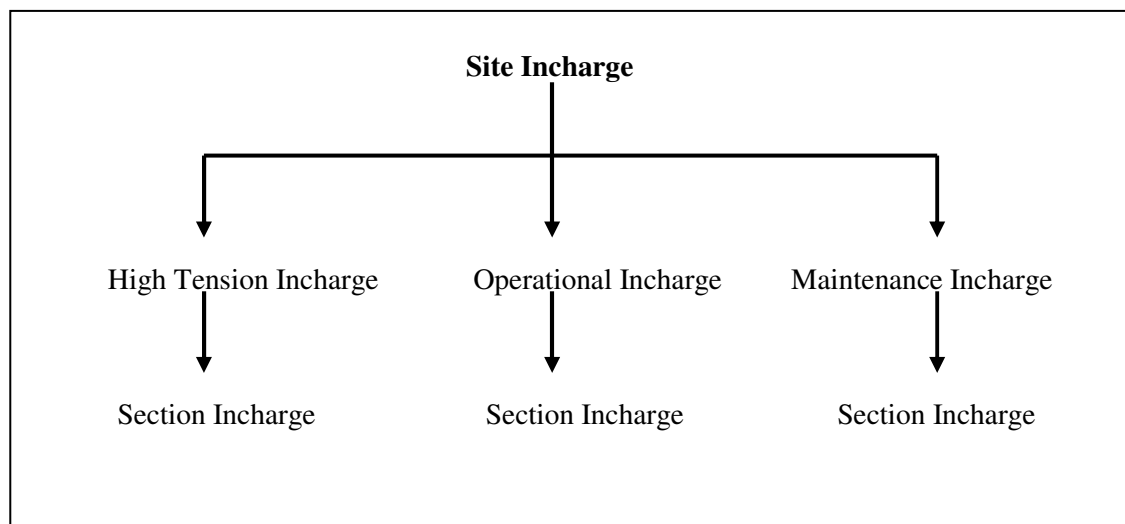 Site Incharge
High Tension Incharge Operational Incharge Maintenance Incharge
Section Incharge Section Incharge Section Incharge